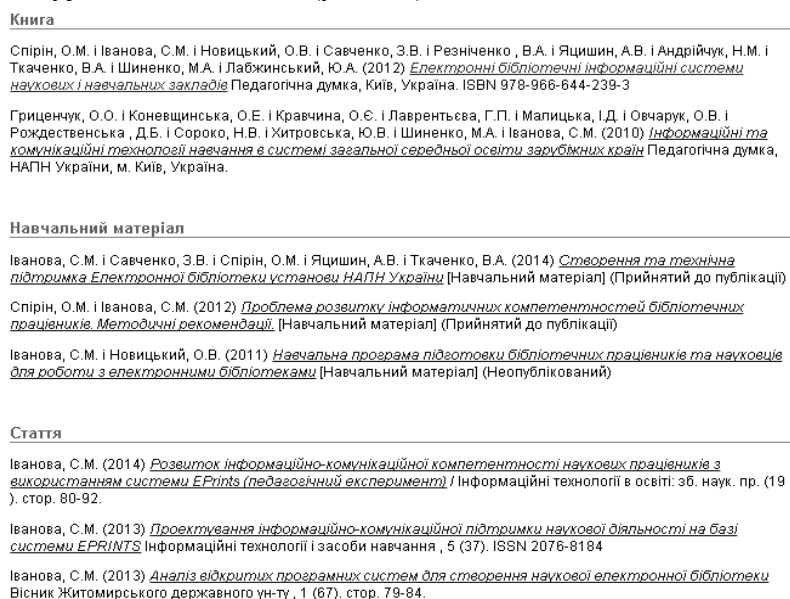 Книга
Спірін, О.М. і Іванова, С.М. і Новицький, О.В. і Савченко, З.В. і Резніченко , В.А. і Яцишин, А.В. і Андрійчук, Н.М. і
Ткаченко, В.А. і Шиненко, М.А. і Лабжинський, Ю.А. (2012) Електронні бібліотечні інформаційні системи
наукових і навчальних закладів Педагогічна думка, Київ, Україна. ISBN 978-966-644-239-3
Гриценчук, О.О. і Коневщинська, О.Е. і Кравчина, О.Є. і Лаврентьєва, Г.П. і Малицька, І.Д. і Овчарук, О.В. і
Рождественська , Д.Б. і Сороко, Н.В. і Хитровська, Ю.В. і Шиненко, М.А. і Іванова, С.М. (2010) Інформаційні та
комунікаційні технології навчання в системі загальної середньої освіти зарубіжних країн Педагогічна думка,
НАПН України, м. Київ, Україна.
Навчальний матеріал
Іванова, С.М. і Савченко, З.В. і Спірін, О.М. і Яцишин, А.В. і Ткаченко, В.А. (2014) Створення та технічна
підтримка Електронної бібліотеки установи НАПН України [Навчальний матеріал] (Прийнятий до публікації)
Спірін, О.М. і Іванова, С.М. (2012) Проблема розвитку інформатичних компетентностей бібліотечних
працівників. Методичні рекомендації. [Навчальний матеріал] (Прийнятий до публікації)
Іванова, С.М. і Новицький, О.В. (2011) Навчальна програма підготовки бібліотечних працівників та науковців
для роботи з електронними бібліотеками [Навчальний матеріал] (Неопублікований)
Стаття
Іванова, С.М. (2014) Розвиток інформаційно-комунікаційної компетентності наукових працівників з
використанням системи EPrints (педагогічний експеримент) / Інформаційні технології в освіті: зб. наук. пр. (19
). стор. 80-92.
Іванова, С.М. (2013) Проектування інформаційно-комунікаційної підтримки наукової діяльності на базі
системи EPRINTS Інформаційні технології і засоби навчання , 5 (37). ISSN 2076-8184
Іванова, С.М. (2013) Аналіз відкритих програмних систем для створення наукової електронної бібліотеки
Вісник Житомирського державного ун-ту , 1 (67). стор. 79-84.